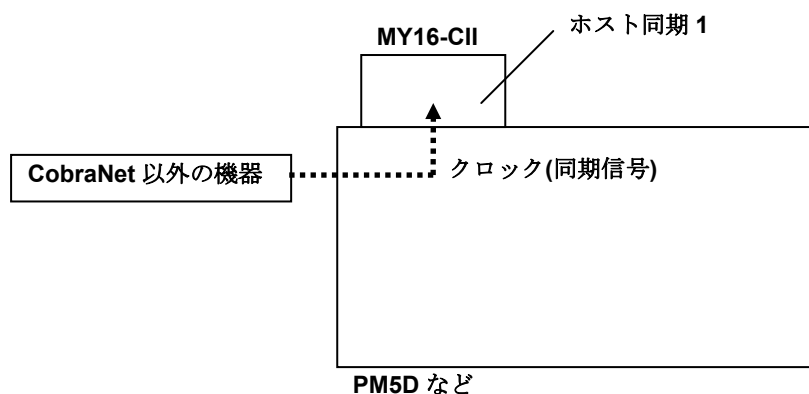 ホスト同期 1
MY16-CII
CobraNet 以外の機器
クロック(同期信号)
PM5D など